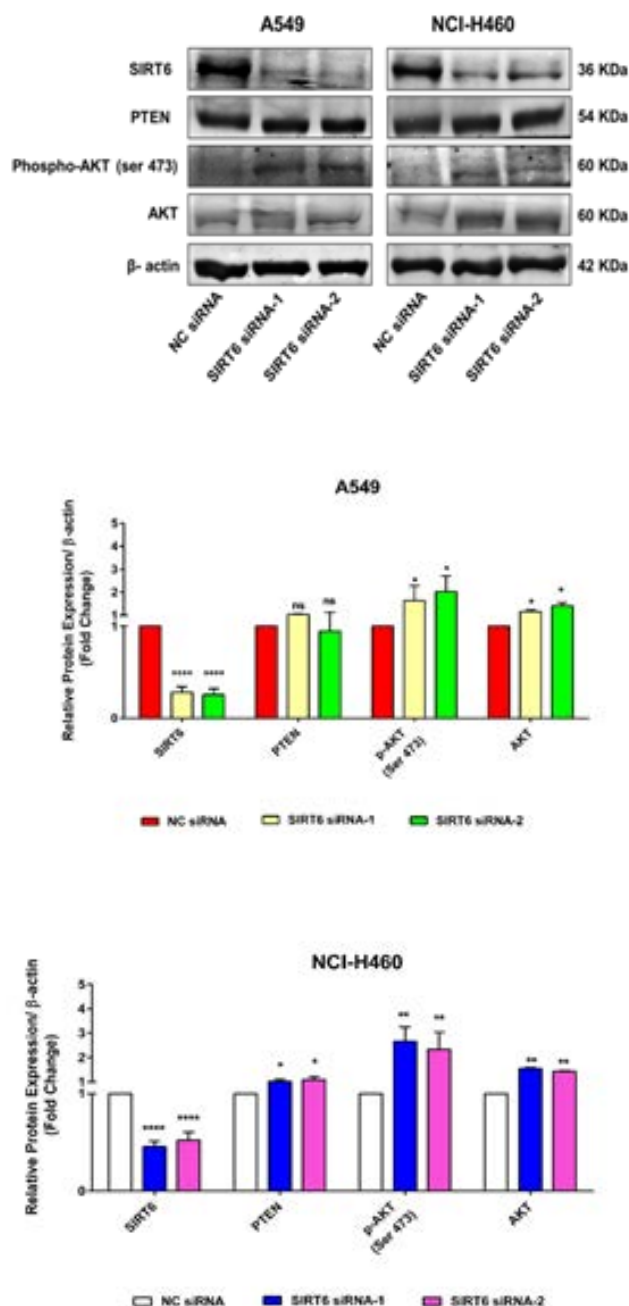 A549 NCI-H460
SIRT6 36 KDa
PTEN 54 KDa
Phospho-AKT (ser 473) 60 KDa
AKT 60 KDa
β- actin 42 KDa
NC siRNA SIRT6 siRNA-1 SIRT6 siRNA-2 NC siRNA SIRT6 siRNA-1 SIRT6 siRNA-2
A549
Relative Protein Expression/ β-actin
(Fold Change)
5
4
3
2
1
1
0
**** **** ns ns * * * *
SIRT6 PTEN p-AKT AKT
(Ser 473)
NC siRNA SIRT6 siRNA-1 SIRT6 siRNA-2
NCI-H460
Relative Protein Expression/ β-actin
(Fold Change)
5
4
3
2
1
1
0
**** **** * * ** ** ** **
SIRT6 PTEN p-AKT AKT
(Ser 473)
NC siRNA SIRT6 siRNA-1 SIRT6 siRNA-2